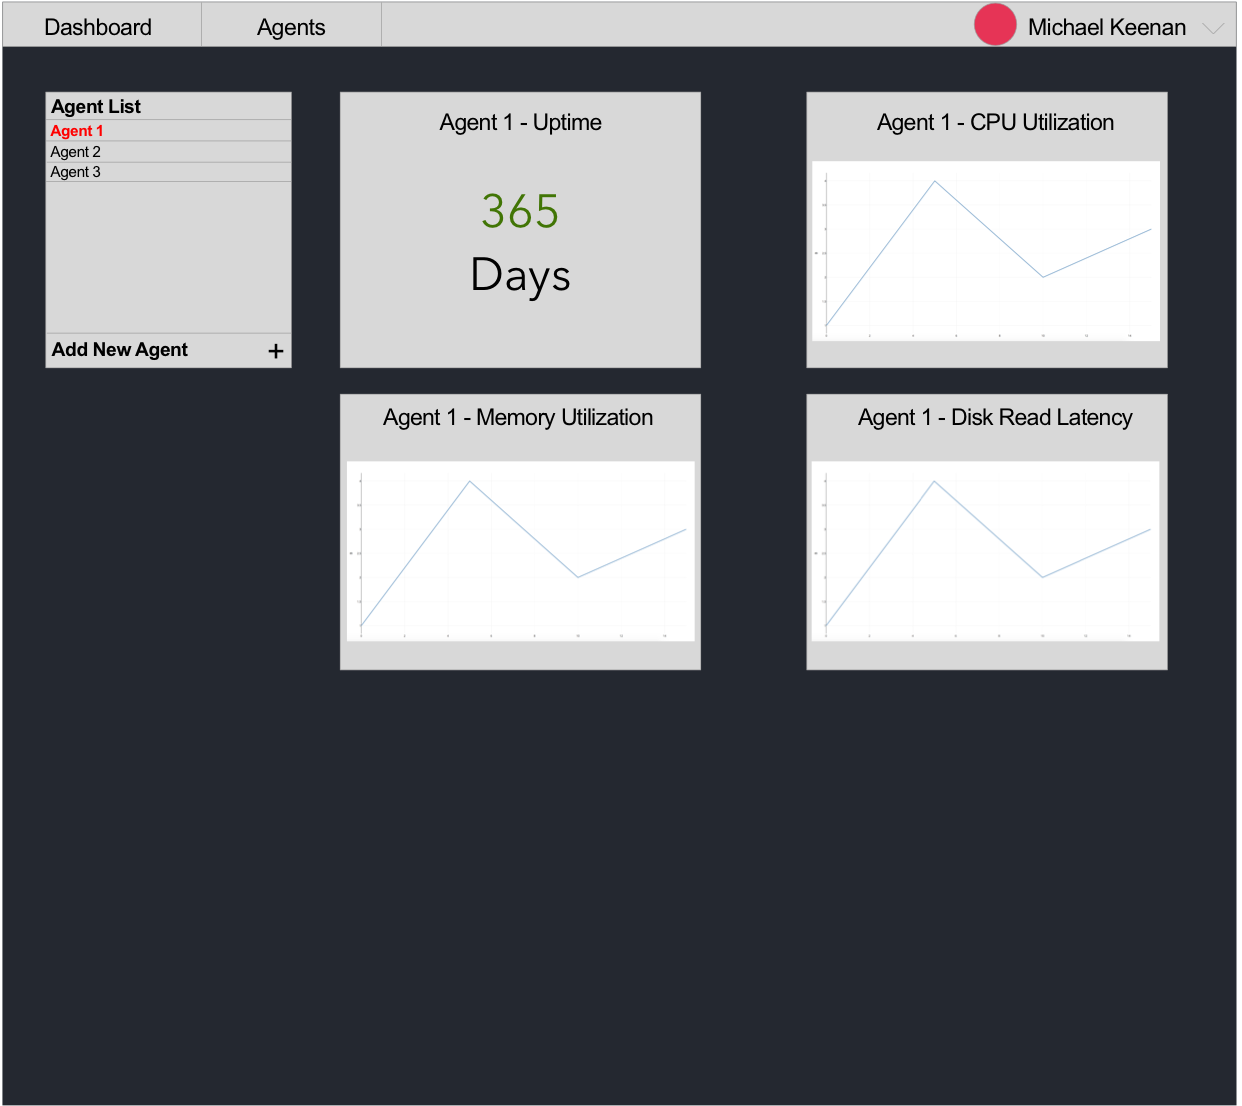 Dashboard
Agents
Michael Keenan
Agent List
Agent 1
Agent 2
Agent 3
Add New Agent +
Agent 1 - Uptime
365
Days
Agent 1 - CPU Utilization
Agent 1 - Memory Utilization
Agent 1 - Disk Read Latency